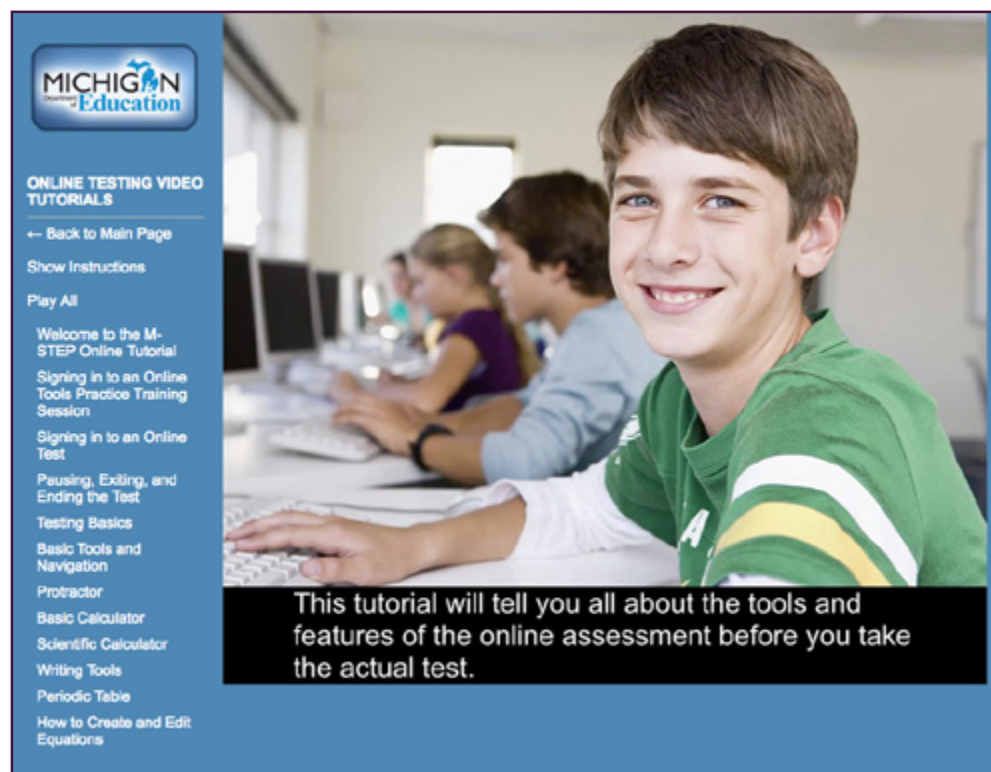 MICHIGAN
Department
of Education
ONLINE TESTING VIDEO
TUTORIALS
← Back to Main Page
Show Instructions
Play All
Welcome to the M-
STEP Online Tutorial
Signing in to an Online
Tools Practice Training
Session
Signing in to an Online
Test
Pausing, Exiting, and
Ending the Test
Testing Basics
Basic Tools and
Navigation
Protractor
Basic Calculator
Scientific Calculator
Writing Tools
Periodic Table
How to Create and Edit
Equations
This tutorial will tell you all about the tools and
features of the online assessment before you take
the actual test.